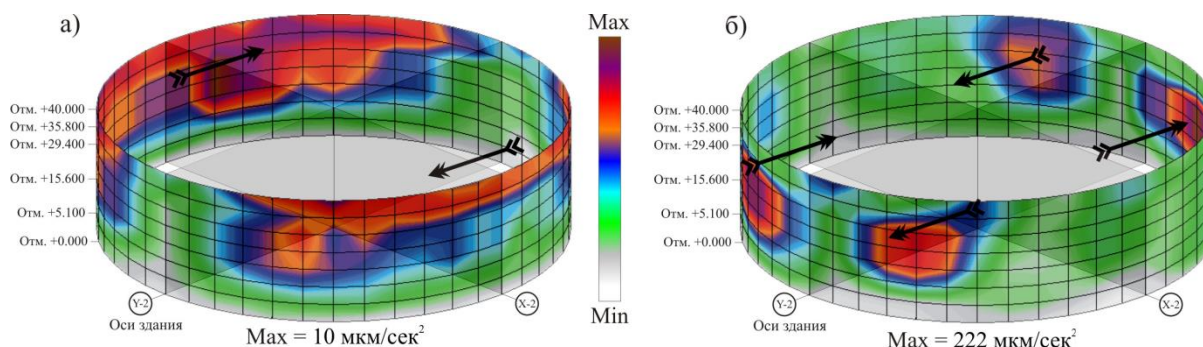 а)
Отм. +40.000
Отм. +35.800
Отм. +29.400
Отм. +15.600
Отм. +5.100
Отм. +0.000
Y-2
Оси здания
X-2
Max = 10 мкм/сек²
Max
Min
б)
Отм. +40.000
Отм. +35.800
Отм. +29.400
Отм. +15.600
Отм. +5.100
Отм. +0.000
Y-2
Оси здания
X-2
Max = 222 мкм/сек²